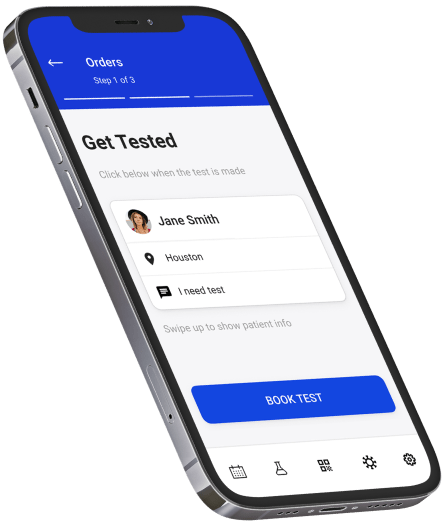 Orders
Step 1 of 3
Get Tested
Click below when the test is made
Jane Smith
Houston
I need test
Swipe up to show patient info
BOOK TEST